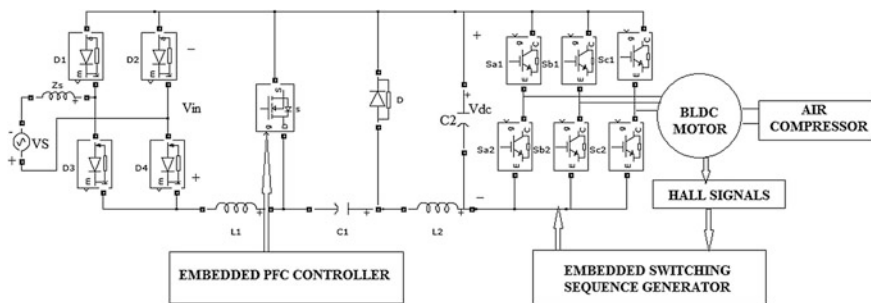 D1
D2
−
+
Sa1
Sb1
Sc1
g
C
g
C
g
C
E
E
E
Zs
Vin
S
s
D
D
+
Vdc
C2
BLDC
MOTOR
AIR
COMPRESSOR
-
VS
+
D3
D4
+
Sa2
Sb2
Sc2
g
C
g
C
g
C
E
E
E
−
HALL SIGNALS
L1
C1
L2
EMBEDDED PFC CONTROLLER
EMBEDDED SWITCHING
SEQUENCE GENERATOR